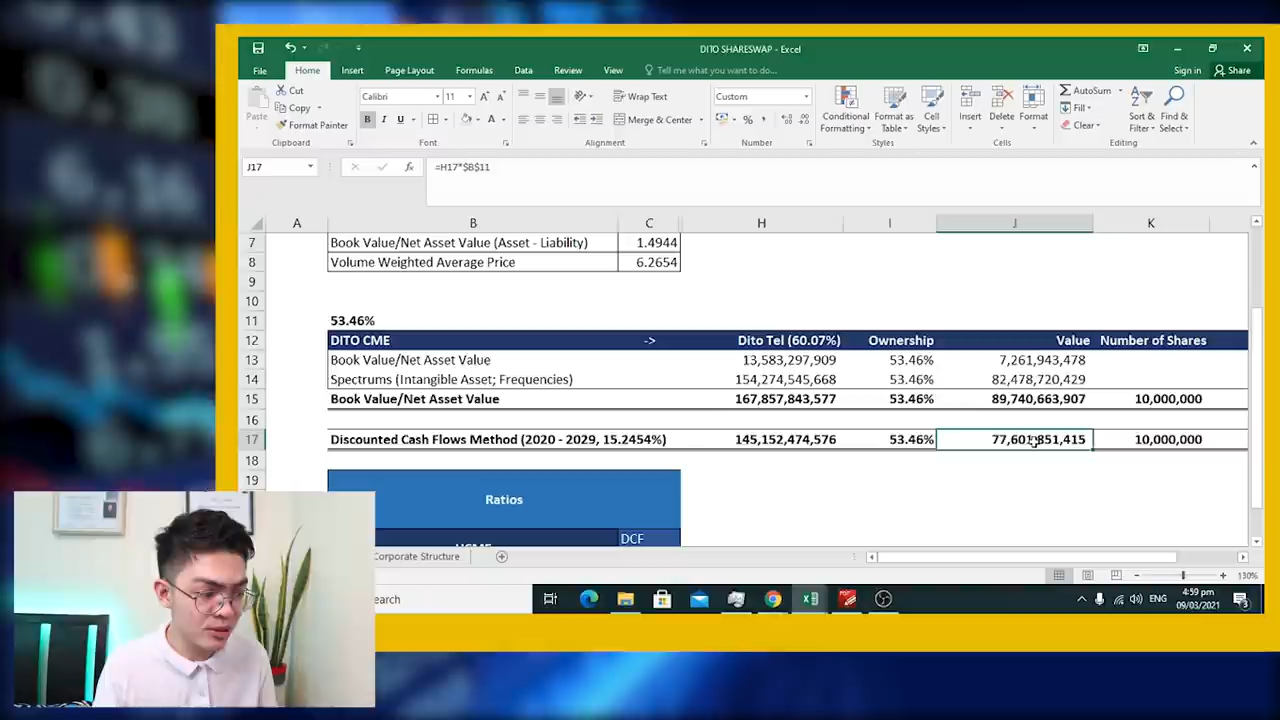 DITO SHARESWAP - Excel
File Home Insert Page Layout Formulas Data Review View Tell me what you want to do... Sign in Share
Cut
Copy
Format Painter
Paste
Clipboard
Calibri 11
B I U
Font
Wrap Text
Merge & Center
Alignment
Custom
% ,
Number
Conditional Formatting
Format as Table
Cell Styles
Styles
Insert Delete Format
Cells
AutoSum
Fill
Clear
Sort & Filter
Find & Select
Editing
J17 fx =H17*$B$11
A B C H I J K
7 Book Value/Net Asset Value (Asset - Liability) 1.4944
8 Volume Weighted Average Price 6.2654
9
10
11 53.46%
12 DITO CME -> Dito Tel (60.07%) Ownership Value Number of Shares
13 Book Value/Net Asset Value 13,583,297,909 53.46% 7,261,943,478
14 Spectrums (Intangible Asset; Frequencies) 154,274,545,668 53.46% 82,478,720,429
15 Book Value/Net Asset Value 167,857,843,577 53.46% 89,740,663,907 10,000,000
16
17 Discounted Cash Flows Method (2020 - 2029, 15.2454%) 145,152,474,576 53.46% 77,601,351,415 10,000,000
18
19 Ratios
DCF
Corporate Structure
130%
search
ENG
4:59 pm
09/03/2021
3